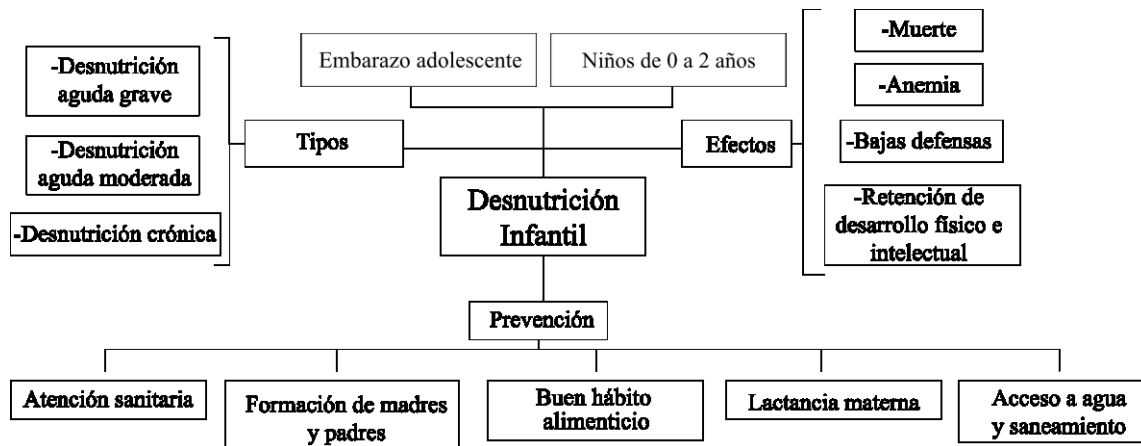 Embarazo adolescente
Niños de 0 a 2 años
-Desnutrición
aguda grave
-Desnutrición
aguda moderada
-Desnutrición crónica
Tipos
Efectos
-Muerte
-Anemia
-Bajas defensas
-Retención de
desarrollo físico e
intelectual
Desnutrición
Infantil
Prevención
Atención sanitaria
Formación de madres
y padres
Buen hábito
alimenticio
Lactancia materna
Acceso a agua
y saneamiento